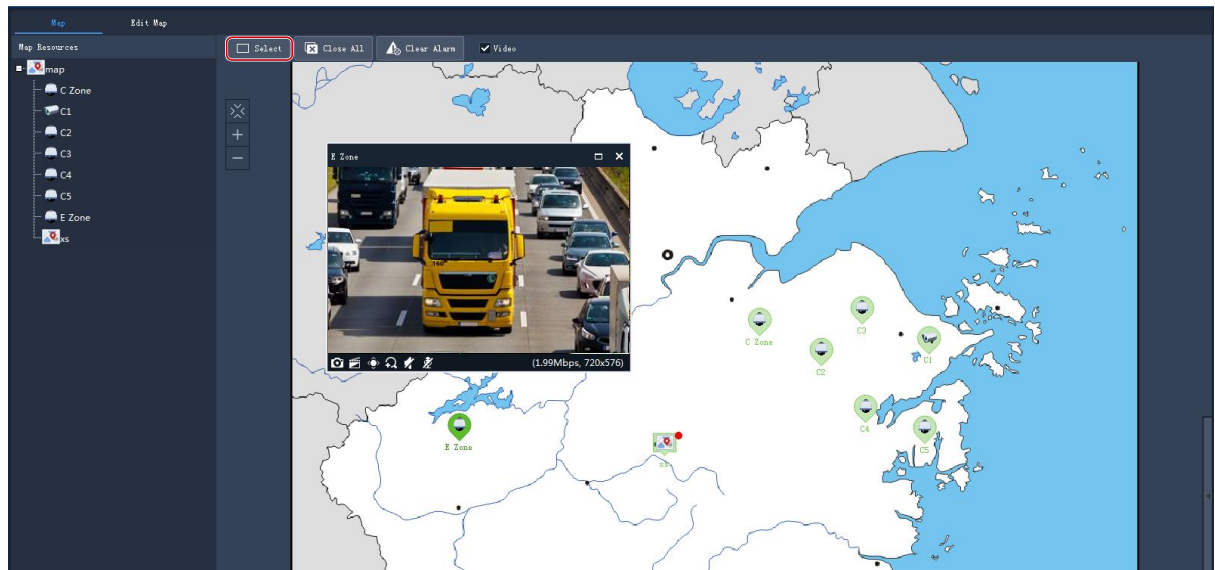 Map Edit Map
Map Resources
Select Close All Clear Alarm Video
map
C Zone
C1
C2
C3
C4
C5
E Zone
xs
E Zone
(1.99Mbps, 720x576)
C Zone
C2
C3
C1
C4
C5
E Zone
xs